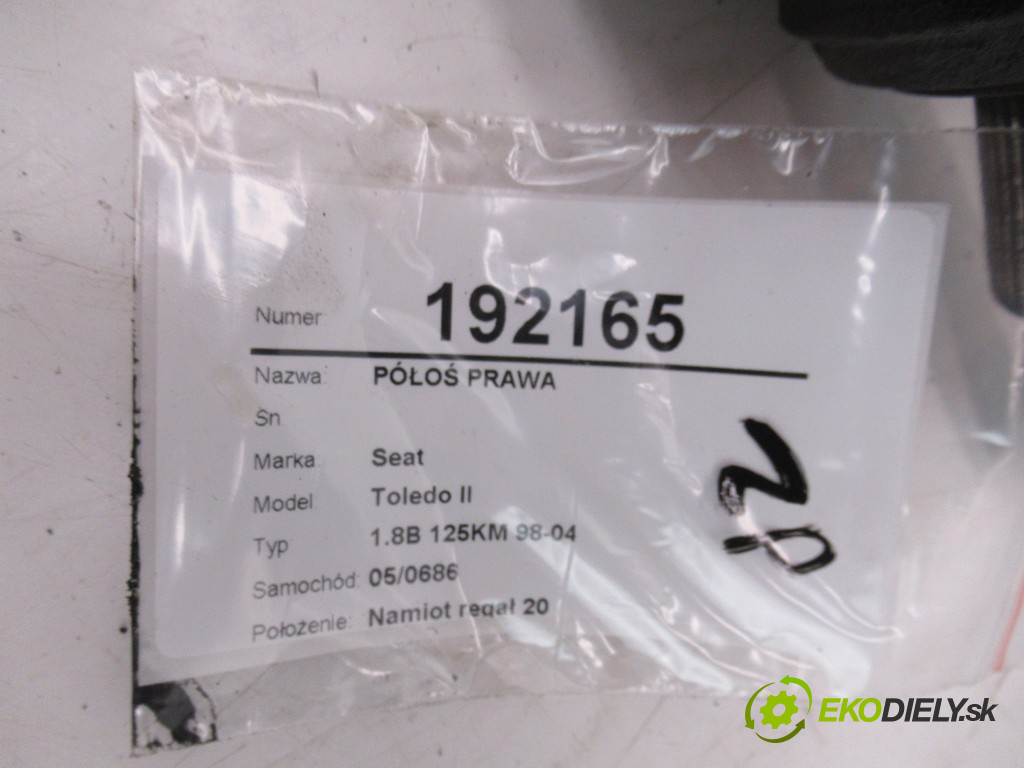 Numer: 192165
Nazwa: PÓŁOŚ PRAWA
Sn
Marka: Seat
Model Toledo II
Typ 1.8B 125KM 98-04
Samochód: 05/0686
Położenie: Namiot regał 20
EKODIELY.sk